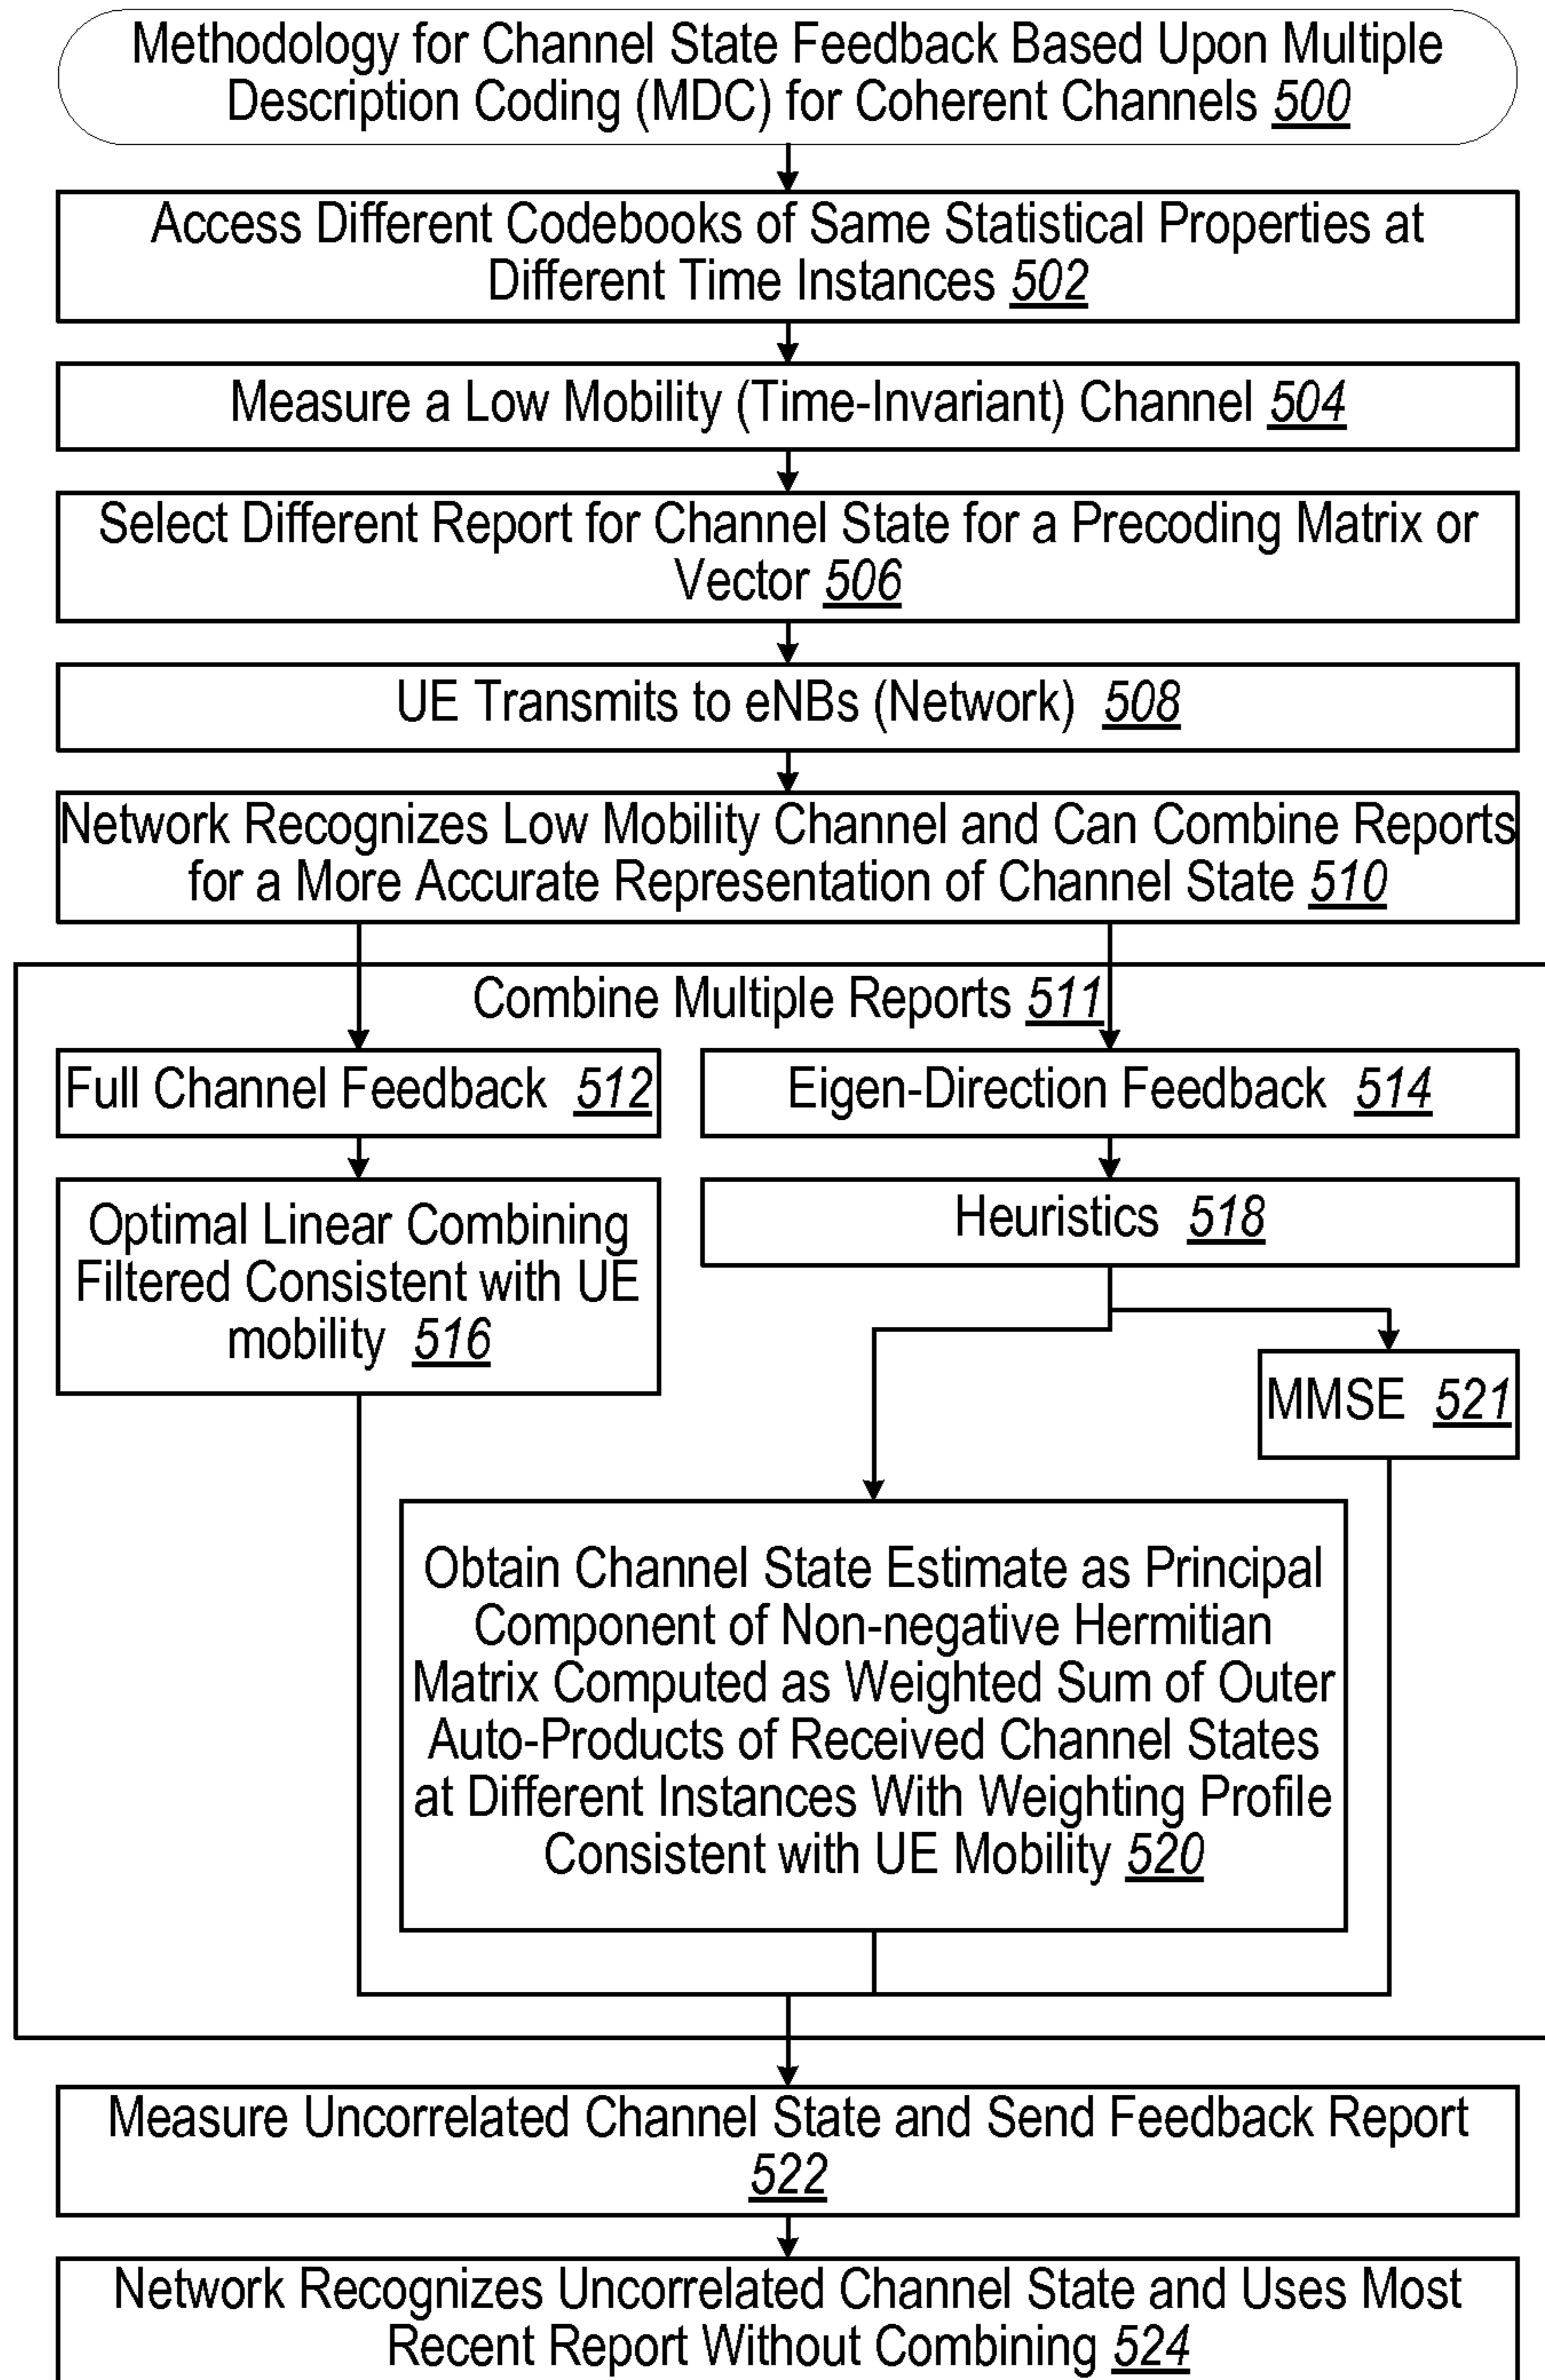 Methodology for Channel State Feedback Based Upon Multiple
Description Coding (MDC) for Coherent Channels 500
Access Different Codebooks of Same Statistical Properties at
Different Time Instances 502
Measure a Low Mobility (Time-Invariant) Channel 504
Select Different Report for Channel State for a Precoding Matrix or
Vector 506
UE Transmits to eNBs (Network) 508
Network Recognizes Low Mobility Channel and Can Combine Reports
for a More Accurate Representation of Channel State 510
Combine Multiple Reports 511
Full Channel Feedback 512
Eigen-Direction Feedback 514
Optimal Linear Combining
Filtered Consistent with UE
mobility 516
Heuristics 518
MMSE 521
Obtain Channel State Estimate as Principal
Component of Non-negative Hermitian
Matrix Computed as Weighted Sum of Outer
Auto-Products of Received Channel States
at Different Instances With Weighting Profile
Consistent with UE Mobility 520
Measure Uncorrelated Channel State and Send Feedback Report
522
Network Recognizes Uncorrelated Channel State and Uses Most
Recent Report Without Combining 524